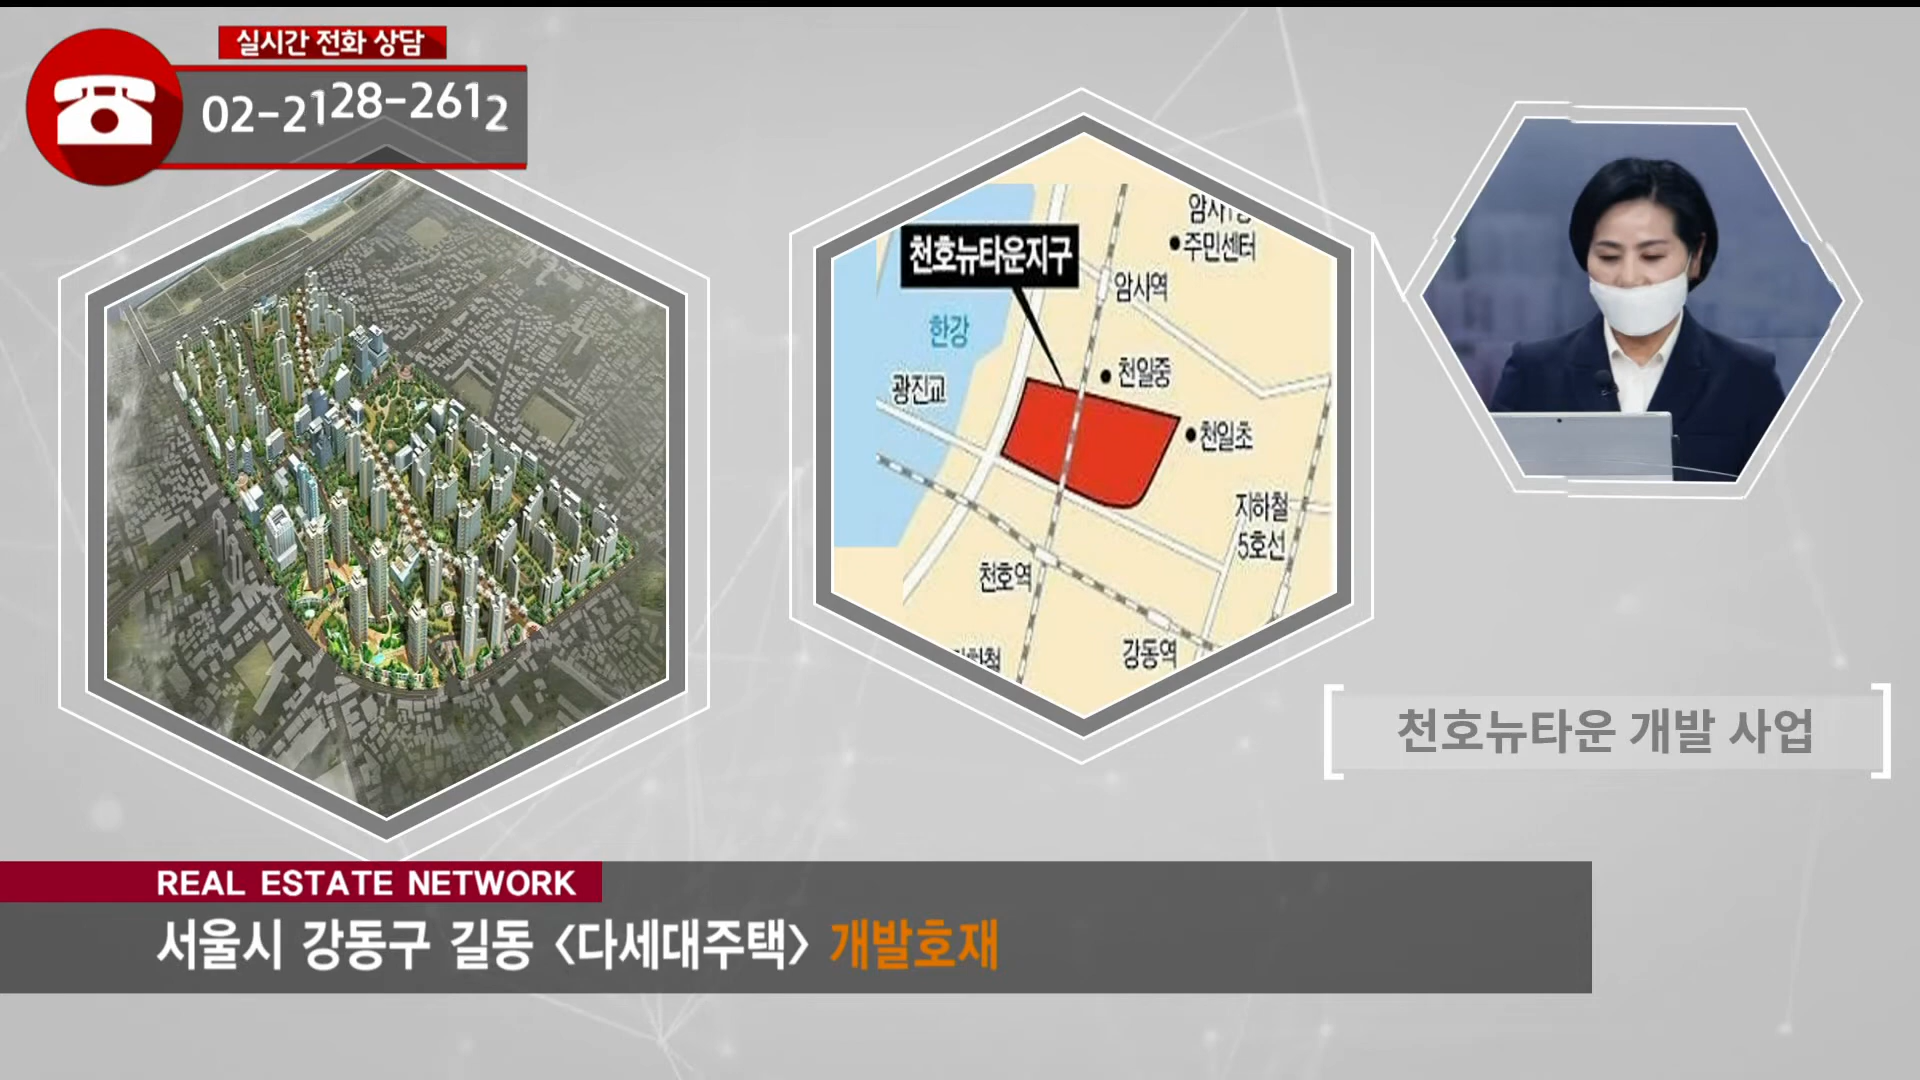 실시간 전화 상담
02-2128-2612
천호뉴타운지구
주민센터
암사역
한강
광진교
천일중
천일초
지하철
5호선
천호역
강동역
천호뉴타운 개발 사업
REAL ESTATE NETWORK
서울시 강동구 길동 <다세대주택> 개발호재